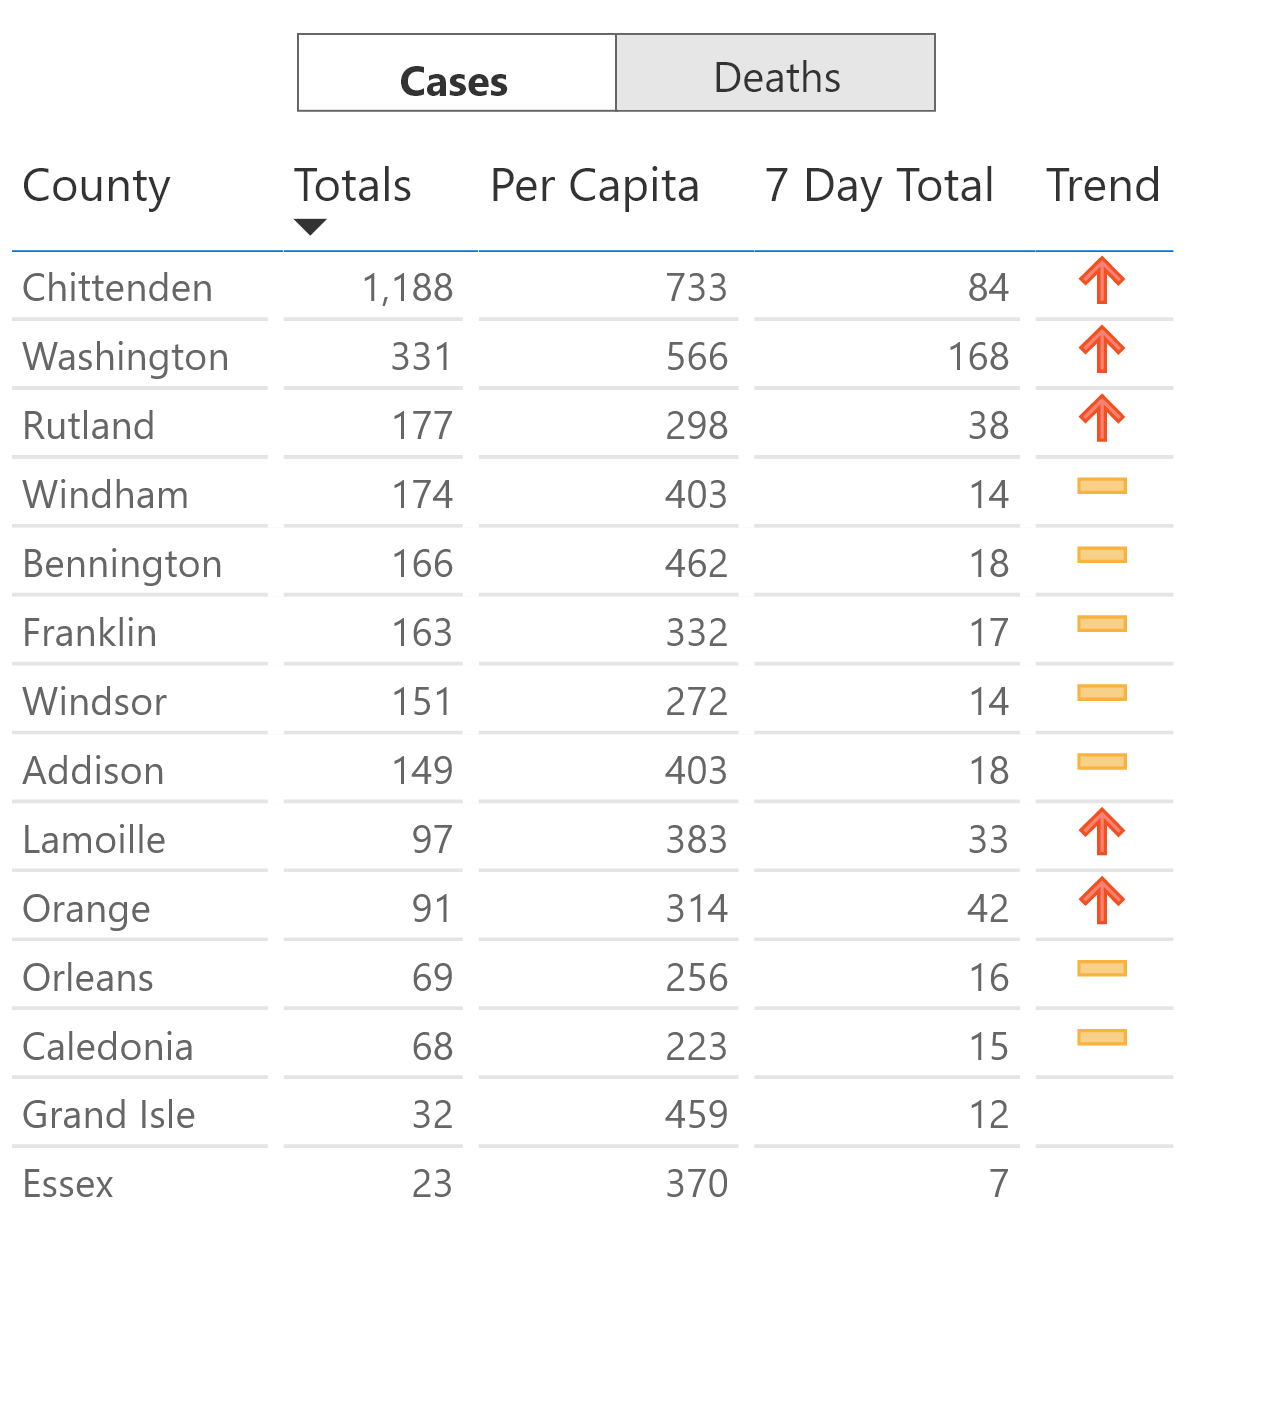 Cases Deaths
County Totals Per Capita 7 Day Total Trend
Chittenden 1,188 733 84
Washington 331 566 168
Rutland 177 298 38
Windham 174 403 14
Bennington 166 462 18
Franklin 163 332 17
Windsor 151 272 14
Addison 149 403 18
Lamoille 97 383 33
Orange 91 314 42
Orleans 69 256 16
Caledonia 68 223 15
Grand Isle 32 459 12
Essex 23 370 7